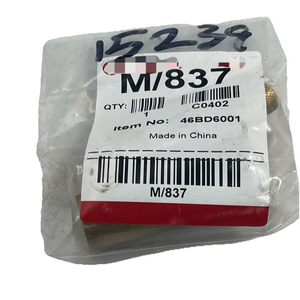 15239
M/837
QTY: 1 C0402
Item No: 46BD6001
Made in China
M/837